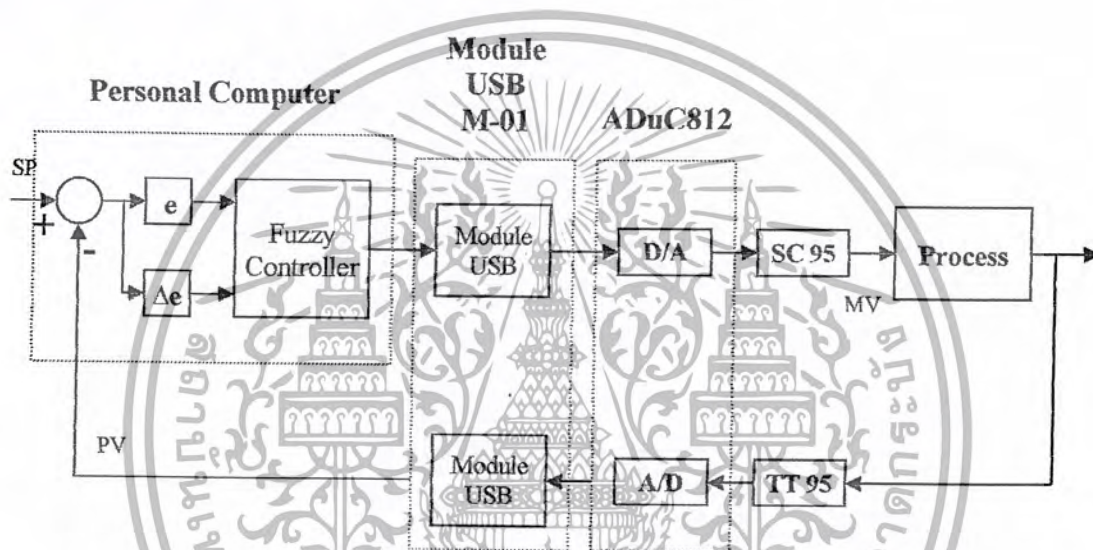 Module
USB
M-01
Personal Computer
ADuC812
SP
+
-
e
Δe
Fuzzy
Controller
Module
USB
D/A
SC 95
MV
Process
PV
Module
USB
A/D
TT 95